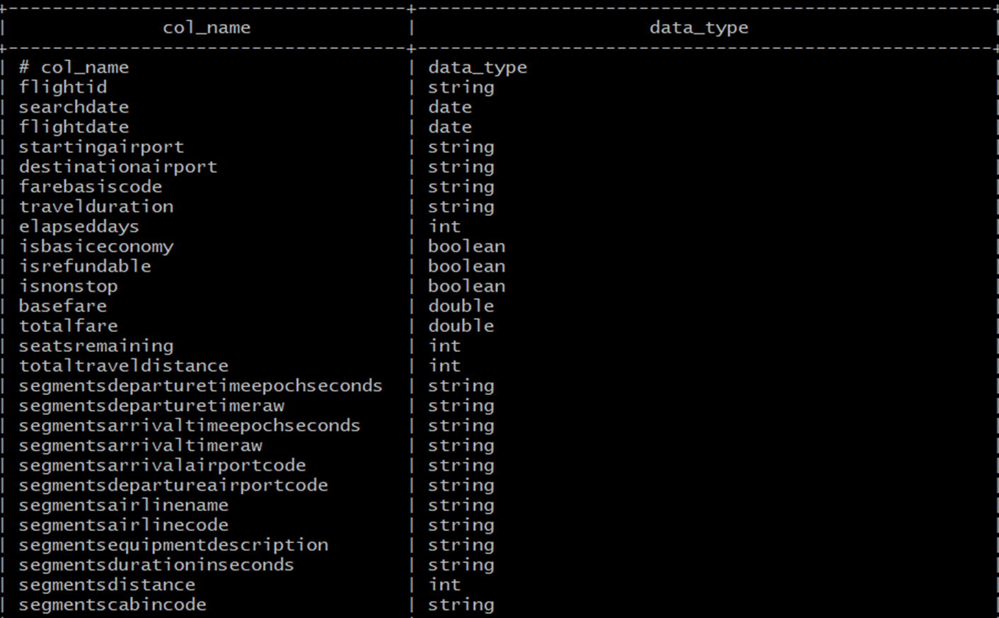 +------------------------------------+----------------------------------------------------+
| col_name | data_type |
+------------------------------------+----------------------------------------------------+
| # col_name | data_type |
| flightid | string |
| searchdate | date |
| flightdate | date |
| startingairport | string |
| destinationairport | string |
| farebasiscode | string |
| travelduration | string |
| elapseddays | int |
| isbasiceconomy | boolean |
| isrefundable | boolean |
| isnonstop | boolean |
| basefare | double |
| totalfare | double |
| seatsremaining | int |
| totaltraveldistance | int |
| segmentsdeparturetimeepochseconds | string |
| segmentsdeparturetimeraw | string |
| segmentsarrivaltimeepochseconds | string |
| segmentsarrivaltimeraw | string |
| segmentsarrivalairportcode | string |
| segmentsdepartureairportcode | string |
| segmentsairlinename | string |
| segmentsairlinecode | string |
| segmentsequipmentdescription | string |
| segmentsdurationinseconds | string |
| segmentsdistance | int |
| segmentscabincode | string |